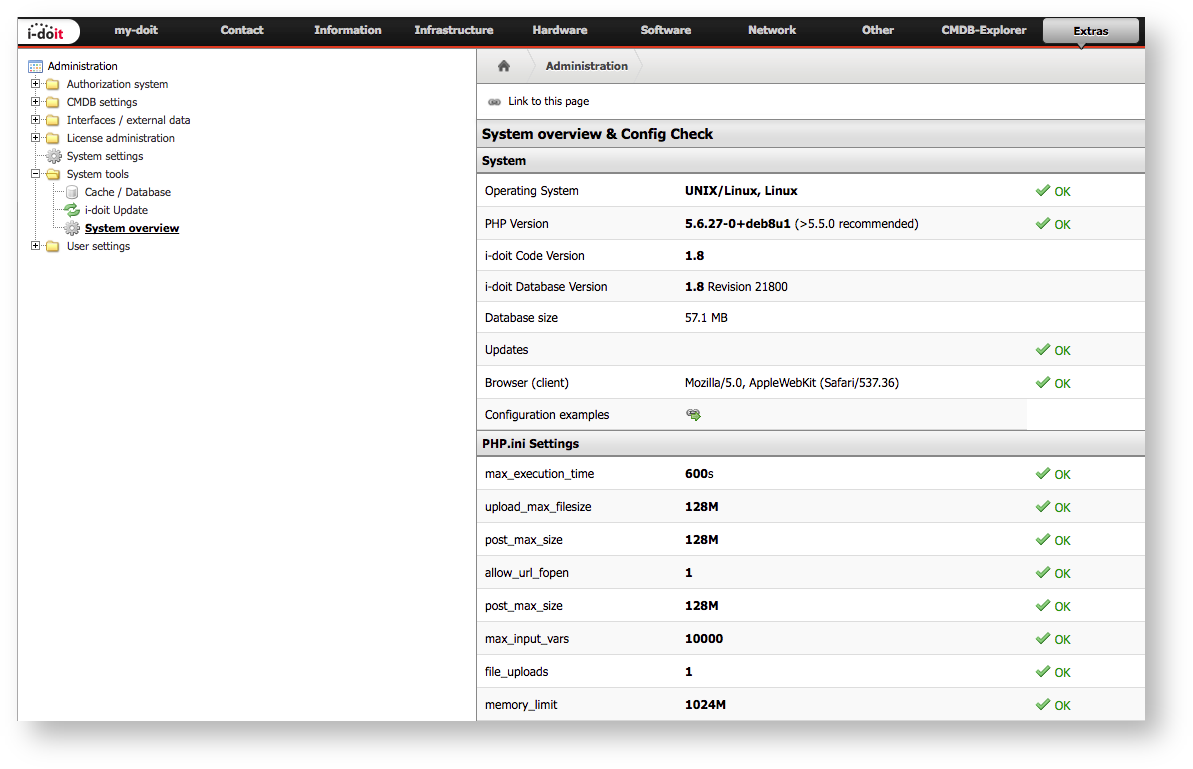 i-doit my-doit Contact Information Infrastructure Hardware Software Network Other CMDB-Explorer Extras
Administration
Authorization system
CMDB settings
Interfaces / external data
License administration
System settings
System tools
Cache / Database
i-doit Update
System overview
User settings
Administration
Link to this page
System overview & Config Check
System
Operating System UNIX/Linux, Linux OK
PHP Version 5.6.27-0+deb8u1 (>5.5.0 recommended) OK
i-doit Code Version 1.8
i-doit Database Version 1.8 Revision 21800
Database size 57.1 MB
Updates OK
Browser (client) Mozilla/5.0, AppleWebKit (Safari/537.36) OK
Configuration examples
PHP.ini Settings
max_execution_time 600s OK
upload_max_filesize 128M OK
post_max_size 128M OK
allow_url_fopen 1 OK
post_max_size 128M OK
max_input_vars 10000 OK
file_uploads 1 OK
memory_limit 1024M OK